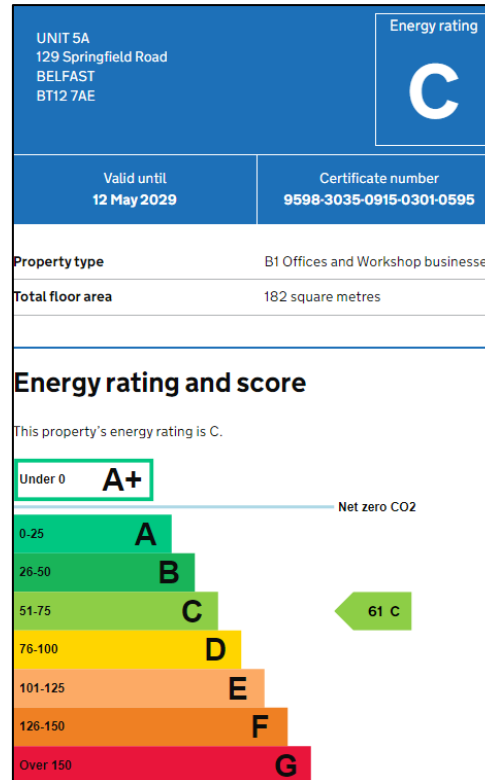 UNIT 5A
129 Springfield Road
BELFAST
BT12 7AE
Energy rating
C
Valid until
12 May 2029
Certificate number
9598-3035-0915-0301-0595
Property type B1 Offices and Workshop businesse
Total floor area 182 square metres
Energy rating and score
This property's energy rating is C.
Under 0 A+
Net zero CO2
0-25 A
26-50 B
51-75 C 61 C
76-100 D
101-125 E
126-150 F
Over 150 G